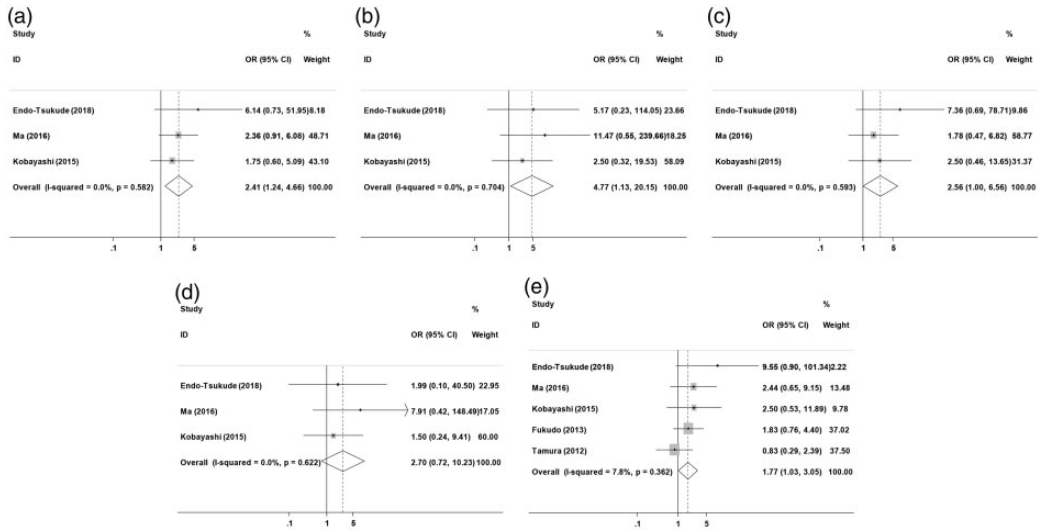 (a)
Study %
ID OR (95% CI) Weight
Endo-Tsukude (2018) 6.14 (0.73, 51.95) 8.18
Ma (2016) 2.36 (0.91, 6.08) 48.71
Kobayashi (2015) 1.75 (0.60, 5.09) 43.10
Overall (I-squared = 0.0%, p = 0.582) 2.41 (1.24, 4.66) 100.00
.1 1 5
(b)
Study %
ID OR (95% CI) Weight
Endo-Tsukude (2018) 5.17 (0.23, 114.05) 23.66
Ma (2016) 11.47 (0.55, 239.66) 18.25
Kobayashi (2015) 2.50 (0.32, 19.53) 58.09
Overall (I-squared = 0.0%, p = 0.704) 4.77 (1.13, 20.15) 100.00
.1 1 5
(c)
Study %
ID OR (95% CI) Weight
Endo-Tsukude (2018) 7.36 (0.69, 78.71) 9.86
Ma (2016) 1.78 (0.47, 6.82) 58.77
Kobayashi (2015) 2.50 (0.46, 13.65) 31.37
Overall (I-squared = 0.0%, p = 0.593) 2.56 (1.00, 6.56) 100.00
.1 1 5
(d)
Study %
ID OR (95% CI) Weight
Endo-Tsukude (2018) 1.99 (0.10, 40.50) 22.95
Ma (2016) 7.91 (0.42, 148.49) 17.05
Kobayashi (2015) 1.50 (0.24, 9.41) 60.00
Overall (I-squared = 0.0%, p = 0.622) 2.70 (0.72, 10.23) 100.00
.1 1 5
(e)
Study %
ID OR (95% CI) Weight
Endo-Tsukude (2018) 9.55 (0.90, 101.34) 2.22
Ma (2016) 2.44 (0.65, 9.15) 13.48
Kobayashi (2015) 2.50 (0.53, 11.89) 9.78
Fukudo (2013) 1.83 (0.76, 4.40) 37.02
Tamura (2012) 0.83 (0.29, 2.39) 37.50
Overall (I-squared = 7.8%, p = 0.362) 1.77 (1.03, 3.05) 100.00
.1 1 5